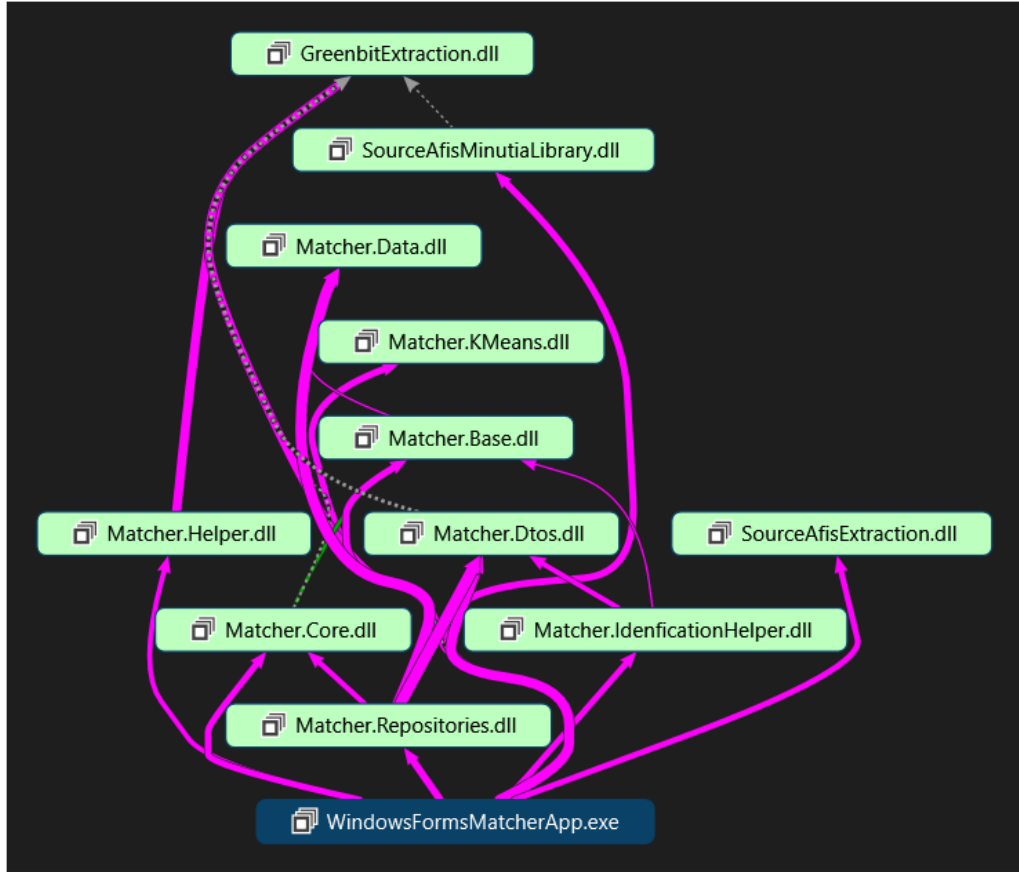 GreenbitExtraction.dll
SourceAfisMinutiaLibrary.dll
Matcher.Data.dll
Matcher.KMeans.dll
Matcher.Base.dll
Matcher.Helper.dll
Matcher.Dtos.dll
SourceAfisExtraction.dll
Matcher.Core.dll
Matcher.IdenficationHelper.dll
Matcher.Repositories.dll
WindowsFormsMatcherApp.exe